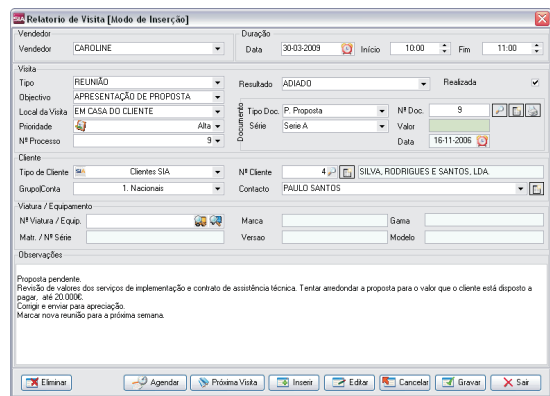 SIA Relatorio de Visita [Modo de Inserção]
Vendedor
Vendedor CAROLINE
Duração
Data 30-03-2009 Início 10:00 Fim 11:00
Visita
Tipo REUNIÃO
Objectivo APRESENTAÇÃO DE PROPOSTA
Local da Visita EM CASA DO CLIENTE
Prioridade Alta
Nº Processo 9
Resultado ADIADO Realizada
Documento
Tipo Doc. P. Proposta Nº Doc. 9
Série Serie A Valor
Data 16-11-2006
Cliente
Tipo de Cliente SIA Clientes SIA Nº Cliente 4 SILVA, RODRIGUES E SANTOS, LDA.
Grupo|Conta 1. Nacionais Contacto PAULO SANTOS
Viatura / Equipamento
Nº Viatura / Equip. Marca Gama
Matr. / Nº Série Versao Modelo
Observações
Proposta pendente.
Revisão de valores dos serviços de implementação e contrato de assistência técnica. Tentar arredondar a proposta para o valor que o cliente está disposto a
pagar, até 20.000€.
Corrigir e enviar para apreciação.
Marcar nova reunião para a próxima semana.
Eliminar Agendar Próxima Visita Inserir Editar Cancelar Gravar Sair